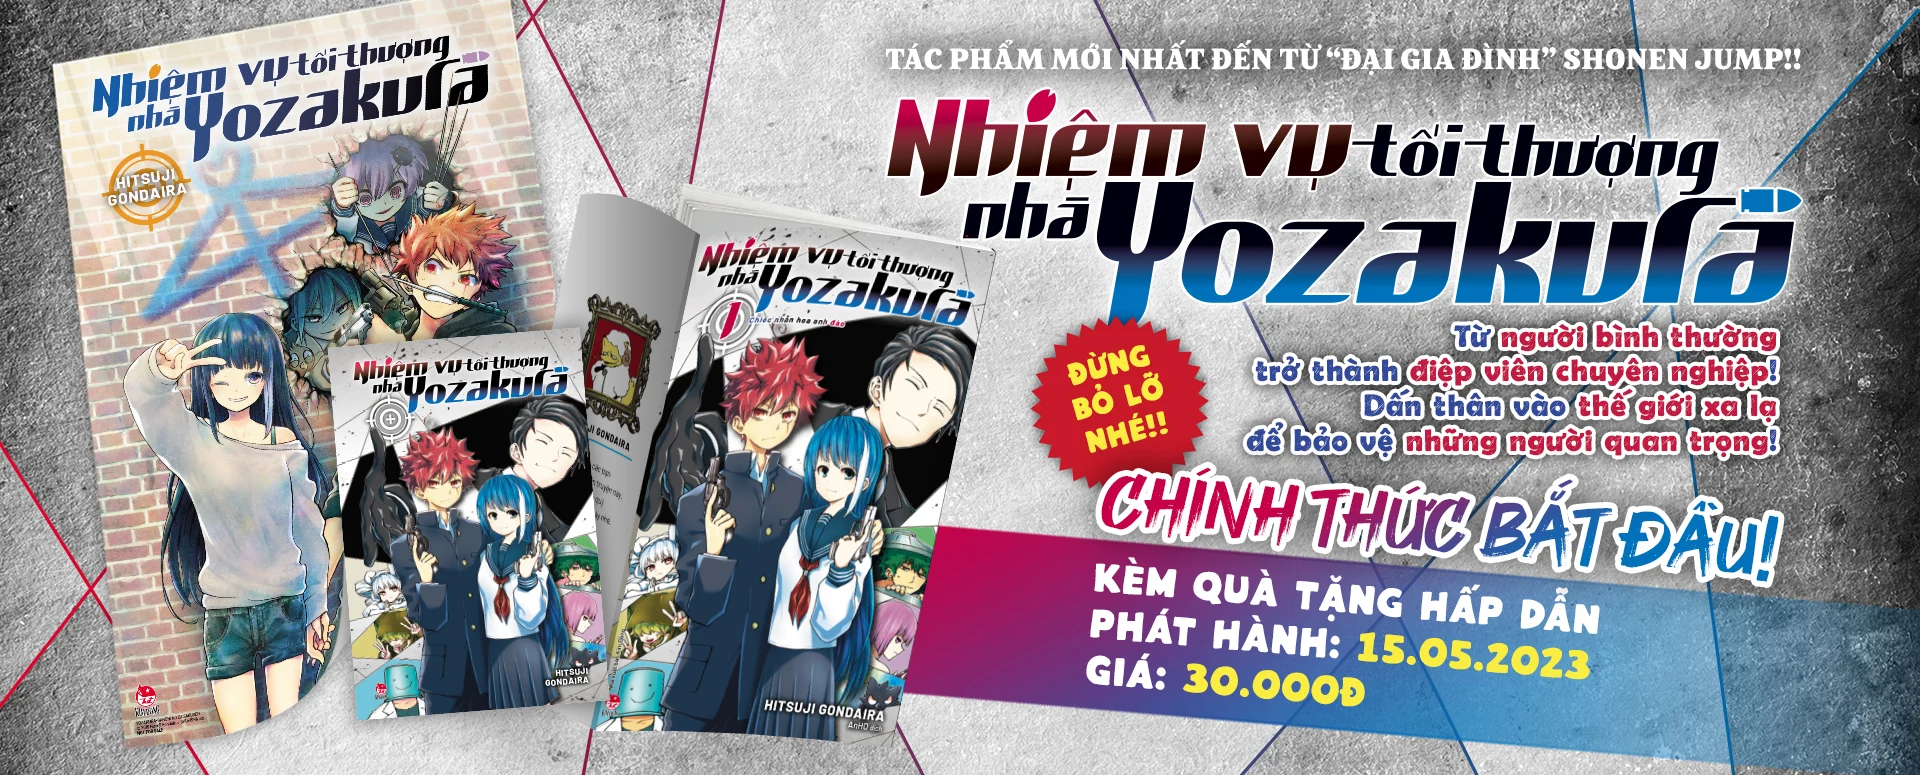 Nhiệm vụ tối thượng
nhà Yozakura
HITSUJI
GONDAIRA
Nhiệm vụ tối thượng
nhà Yozakura
HITSUJI
GONDAIRA
JI GONDAIRA
Nhiệm vụ tối thượng
nhà Yozakura
1
Chiếc nhẫn hoa anh đào
HITSUJI GONDAIRA
AnHD dịch
TÁC PHẨM MỚI NHẤT ĐẾN TỪ “ĐẠI GIA ĐÌNH” SHONEN JUMP!!
Nhiệm vụ tối thượng
nhà Yozakura
ĐỪNG
BỎ LỠ
NHÉ!!
Từ người bình thường
trở thành điệp viên chuyên nghiệp!
Dấn thân vào thế giới xa lạ
để bảo vệ những người quan trọng!
CHÍNH THỨC BẮT ĐẦU!
KÈM QUÀ TẶNG HẤP DẪN
PHÁT HÀNH: 15.05.2023
GIÁ: 30.000Đ